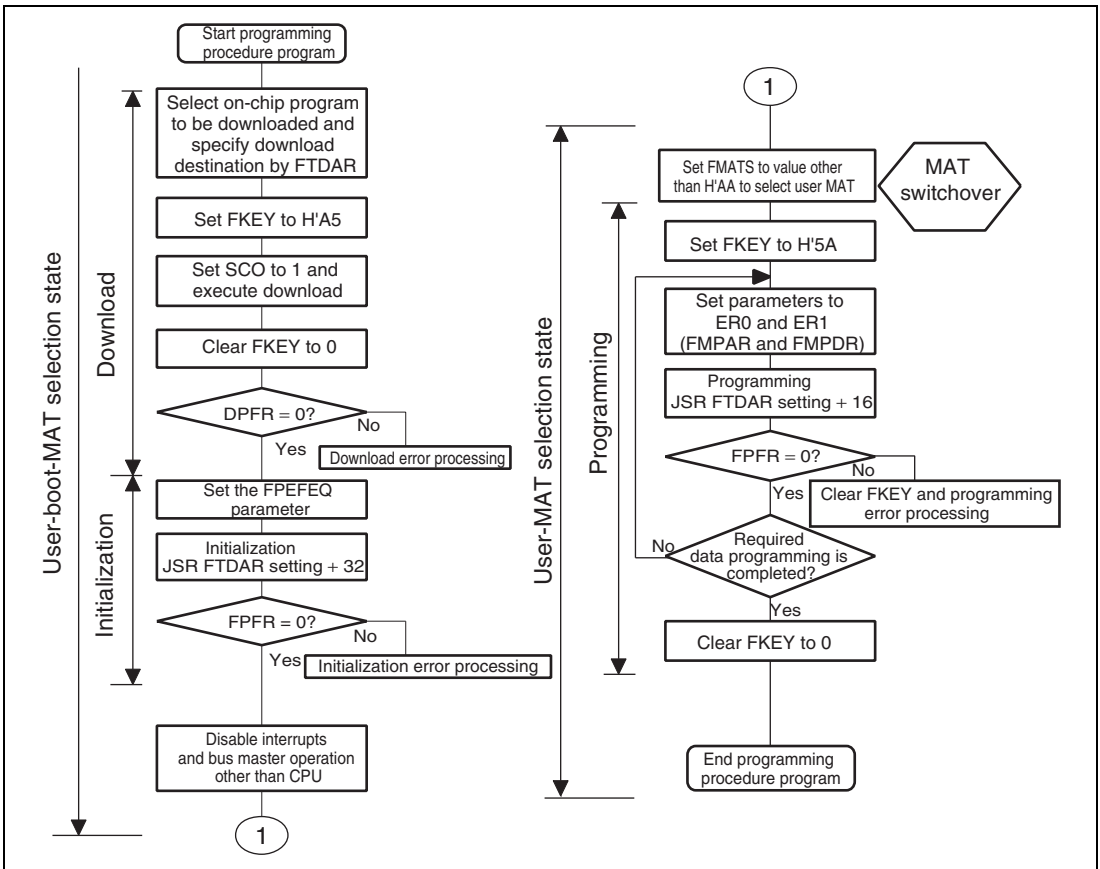 Start programming
procedure program
User-boot-MAT selection state
Download
Select on-chip program
to be downloaded and
specify download
destination by FTDAR
Set FKEY to H'A5
Set SCO to 1 and
execute download
Clear FKEY to 0
DPFR = 0?
No
Yes
Download error processing
Initialization
Set the FPEFEQ
parameter
Initialization
JSR FTDAR setting + 32
FPFR = 0?
No
Yes
Initialization error processing
Disable interrupts
and bus master operation
other than CPU
1
1
User-MAT selection state
Set FMATS to value other
than H'AA to select user MAT
MAT
switchover
Programming
Set FKEY to H'5A
Set parameters to
ER0 and ER1
(FMPAR and FMPDR)
Programming
JSR FTDAR setting + 16
FPFR = 0?
No
Yes
Clear FKEY and programming
error processing
No
Required
data programming is
completed?
Yes
Clear FKEY to 0
End programming
procedure program